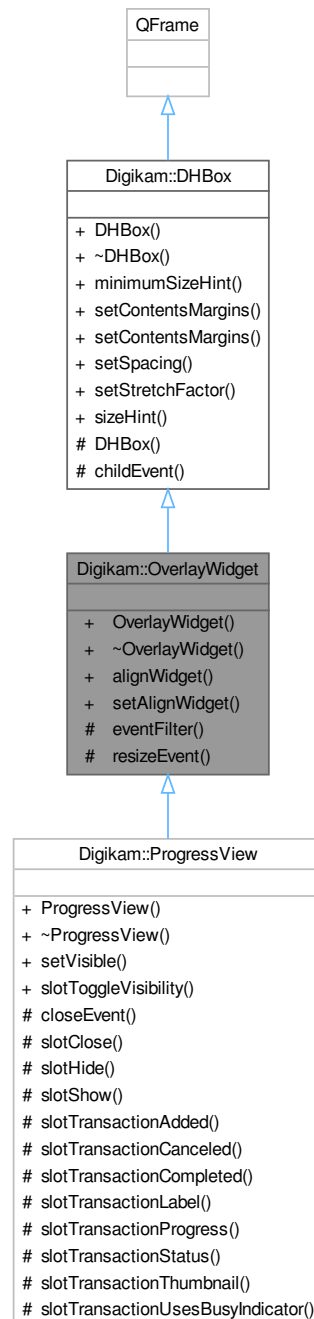 QFrame
Digikam::DHBox
+ DHBox()
+ ~DHBox()
+ minimumSizeHint()
+ setContentsMargins()
+ setContentsMargins()
+ setSpacing()
+ setStretchFactor()
+ sizeHint()
# DHBox()
# childEvent()
Digikam::OverlayWidget
+ OverlayWidget()
+ ~OverlayWidget()
+ alignWidget()
+ setAlignWidget()
# eventFilter()
# resizeEvent()
Digikam::ProgressView
+ ProgressView()
+ ~ProgressView()
+ setVisible()
+ slotToggleVisibility()
# closeEvent()
# slotClose()
# slotHide()
# slotShow()
# slotTransactionAdded()
# slotTransactionCanceled()
# slotTransactionCompleted()
# slotTransactionLabel()
# slotTransactionProgress()
# slotTransactionStatus()
# slotTransactionThumbnail()
# slotTransactionUsesBusyIndicator()